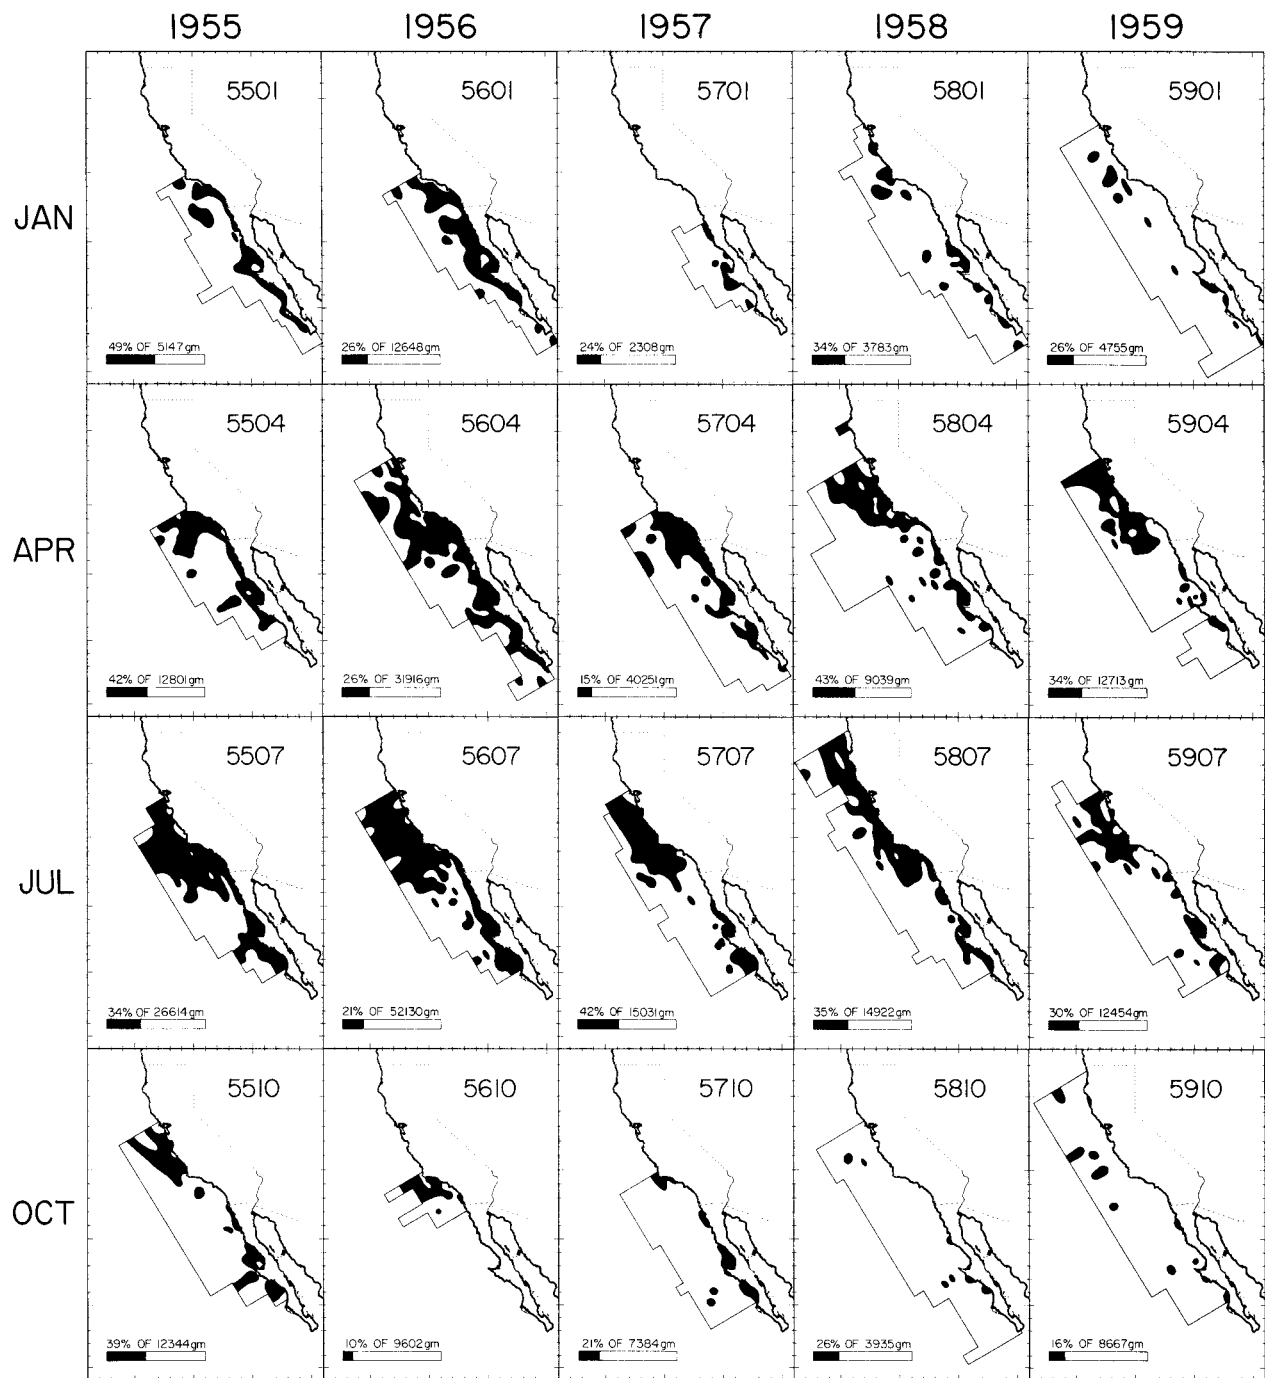 1955 1956 1957 1958 1959
JAN
5501 5601 5701 5801 5901
49% OF 5147gm 26% OF 12648gm 24% OF 2308gm 34% OF 3783gm 26% OF 4755gm
APR
5504 5604 5704 5804 5904
42% OF 12801gm 26% OF 31916gm 15% OF 40251gm 43% OF 9039gm 34% OF 12713gm
JUL
5507 5607 5707 5807 5907
34% OF 26614gm 21% OF 52130gm 42% OF 15031gm 35% OF 14922gm 30% OF 12454gm
OCT
5510 5610 5710 5810 5910
39% OF 12344gm 10% OF 9602gm 21% OF 7384gm 26% OF 3935gm 16% OF 8667gm